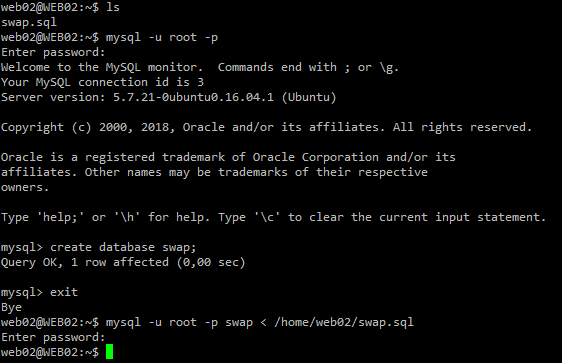 web02@WEB02:~$ ls
swap.sql
web02@WEB02:~$ mysql -u root -p
Enter password:
Welcome to the MySQL monitor.  Commands end with ; or \g.
Your MySQL connection id is 3
Server version: 5.7.21-0ubuntu0.16.04.1 (Ubuntu)

Copyright (c) 2000, 2018, Oracle and/or its affiliates. All rights reserved.

Oracle is a registered trademark of Oracle Corporation and/or its
affiliates. Other names may be trademarks of their respective
owners.

Type 'help;' or '\h' for help. Type '\c' to clear the current input statement.

mysql> create database swap;
Query OK, 1 row affected (0,00 sec)

mysql> exit
Bye
web02@WEB02:~$ mysql -u root -p swap < /home/web02/swap.sql
Enter password:
web02@WEB02:~$